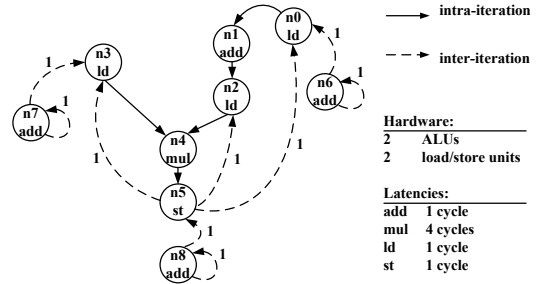 n0
ld
intra-iteration
n1
add
1
n3
ld
1
inter-iteration
n2
ld
n6
add
1
n7
add
1
Hardware:
2 ALUs
2 load/store units
n4
mul
1
1
1
n5
st
Latencies:
add 1 cycle
mul 4 cycles
ld 1 cycle
st 1 cycle
1
n8
add
1